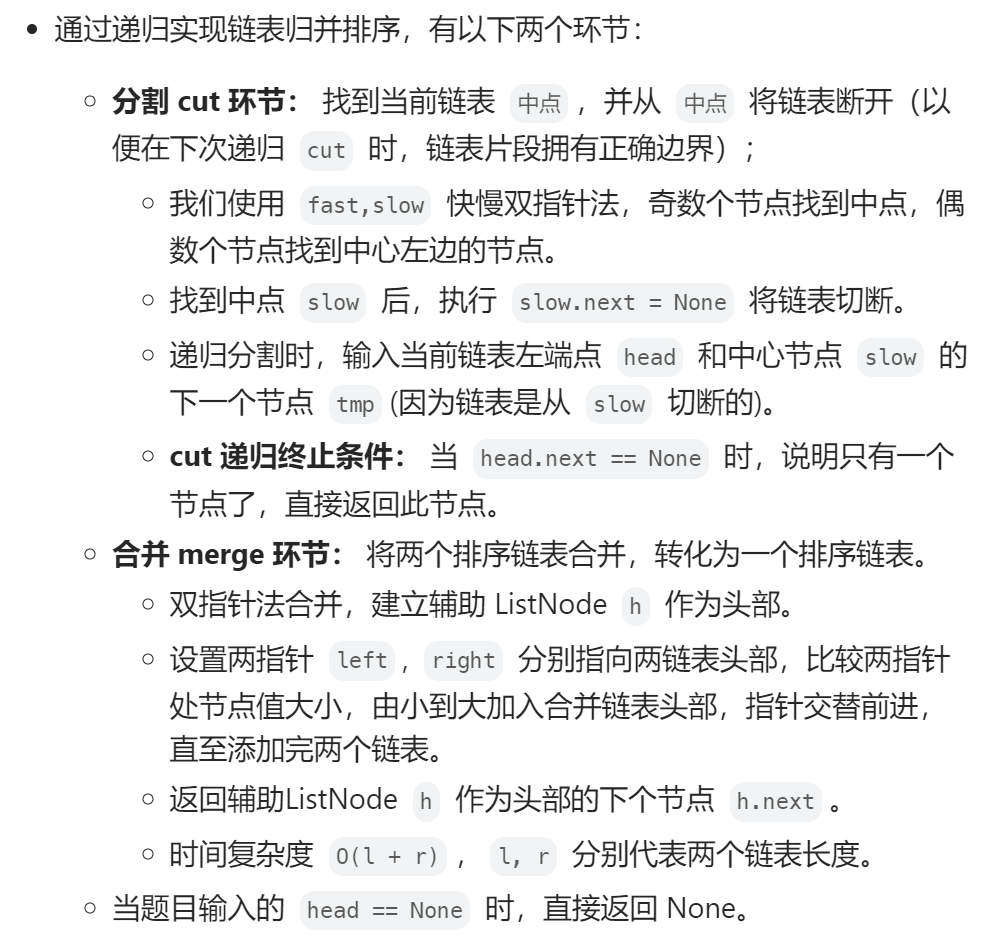 通过递归实现链表归并排序，有以下两个环节：
分割 cut 环节： 找到当前链表 中点 ，并从 中点 将链表断开（以
便在下次递归 cut 时，链表片段拥有正确边界）；
我们使用 fast,slow 快慢双指针法，奇数个节点找到中点，偶
数个节点找到中心左边的节点。
找到中点 slow 后，执行 slow.next = None 将链表切断。
递归分割时，输入当前链表左端点 head 和中心节点 slow 的
下一个节点 tmp (因为链表是从 slow 切断的)。
cut 递归终止条件： 当 head.next == None 时，说明只有一个
节点了，直接返回此节点。
合并 merge 环节： 将两个排序链表合并，转化为一个排序链表。
双指针法合并，建立辅助 ListNode h 作为头部。
设置两指针 left ，right 分别指向两链表头部，比较两指针
处节点值大小，由小到大加入合并链表头部，指针交替前进，
直至添加完两个链表。
返回辅助ListNode h 作为头部的下个节点 h.next 。
时间复杂度 O(l + r) ， l, r 分别代表两个链表长度。
当题目输入的 head == None 时，直接返回 None。